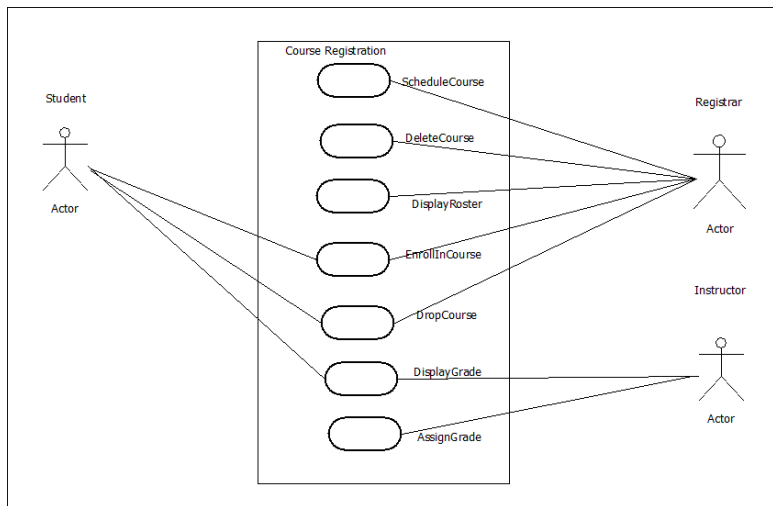 Course Registration
ScheduleCourse
Student
Registrar
DeleteCourse
DisplayRoster
Actor
Actor
EnrollInCourse
Instructor
DropCourse
DisplayGrade
Actor
AssignGrade